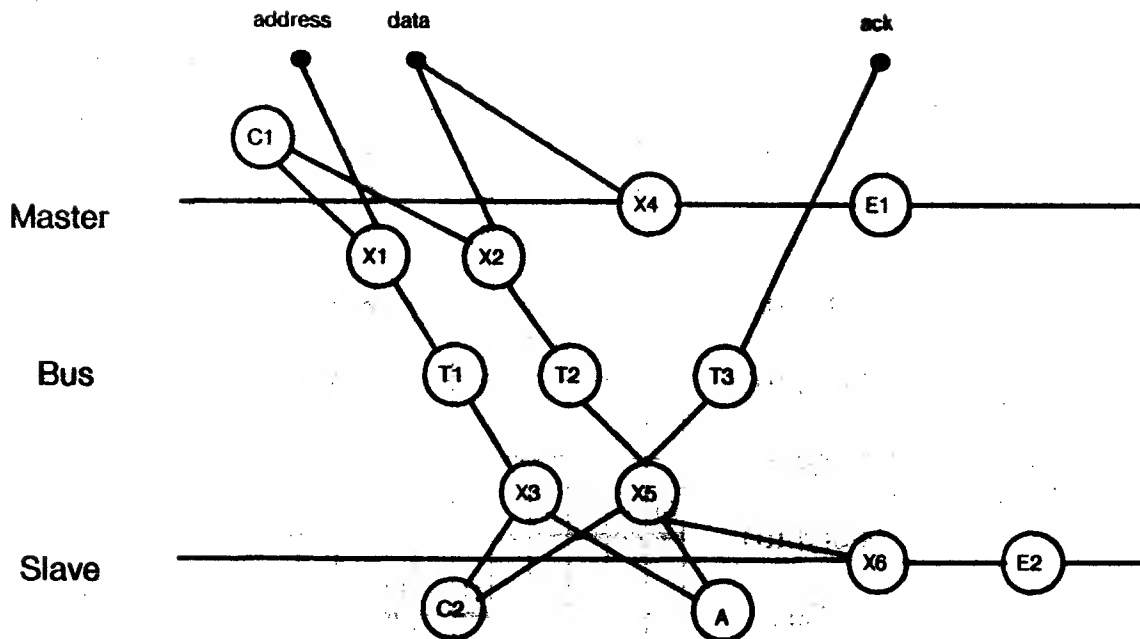 address data ack
C1
Master X4 E1
X1 X2
Bus T1 T2 T3
X3 X5
Slave X6 E2
C2 A